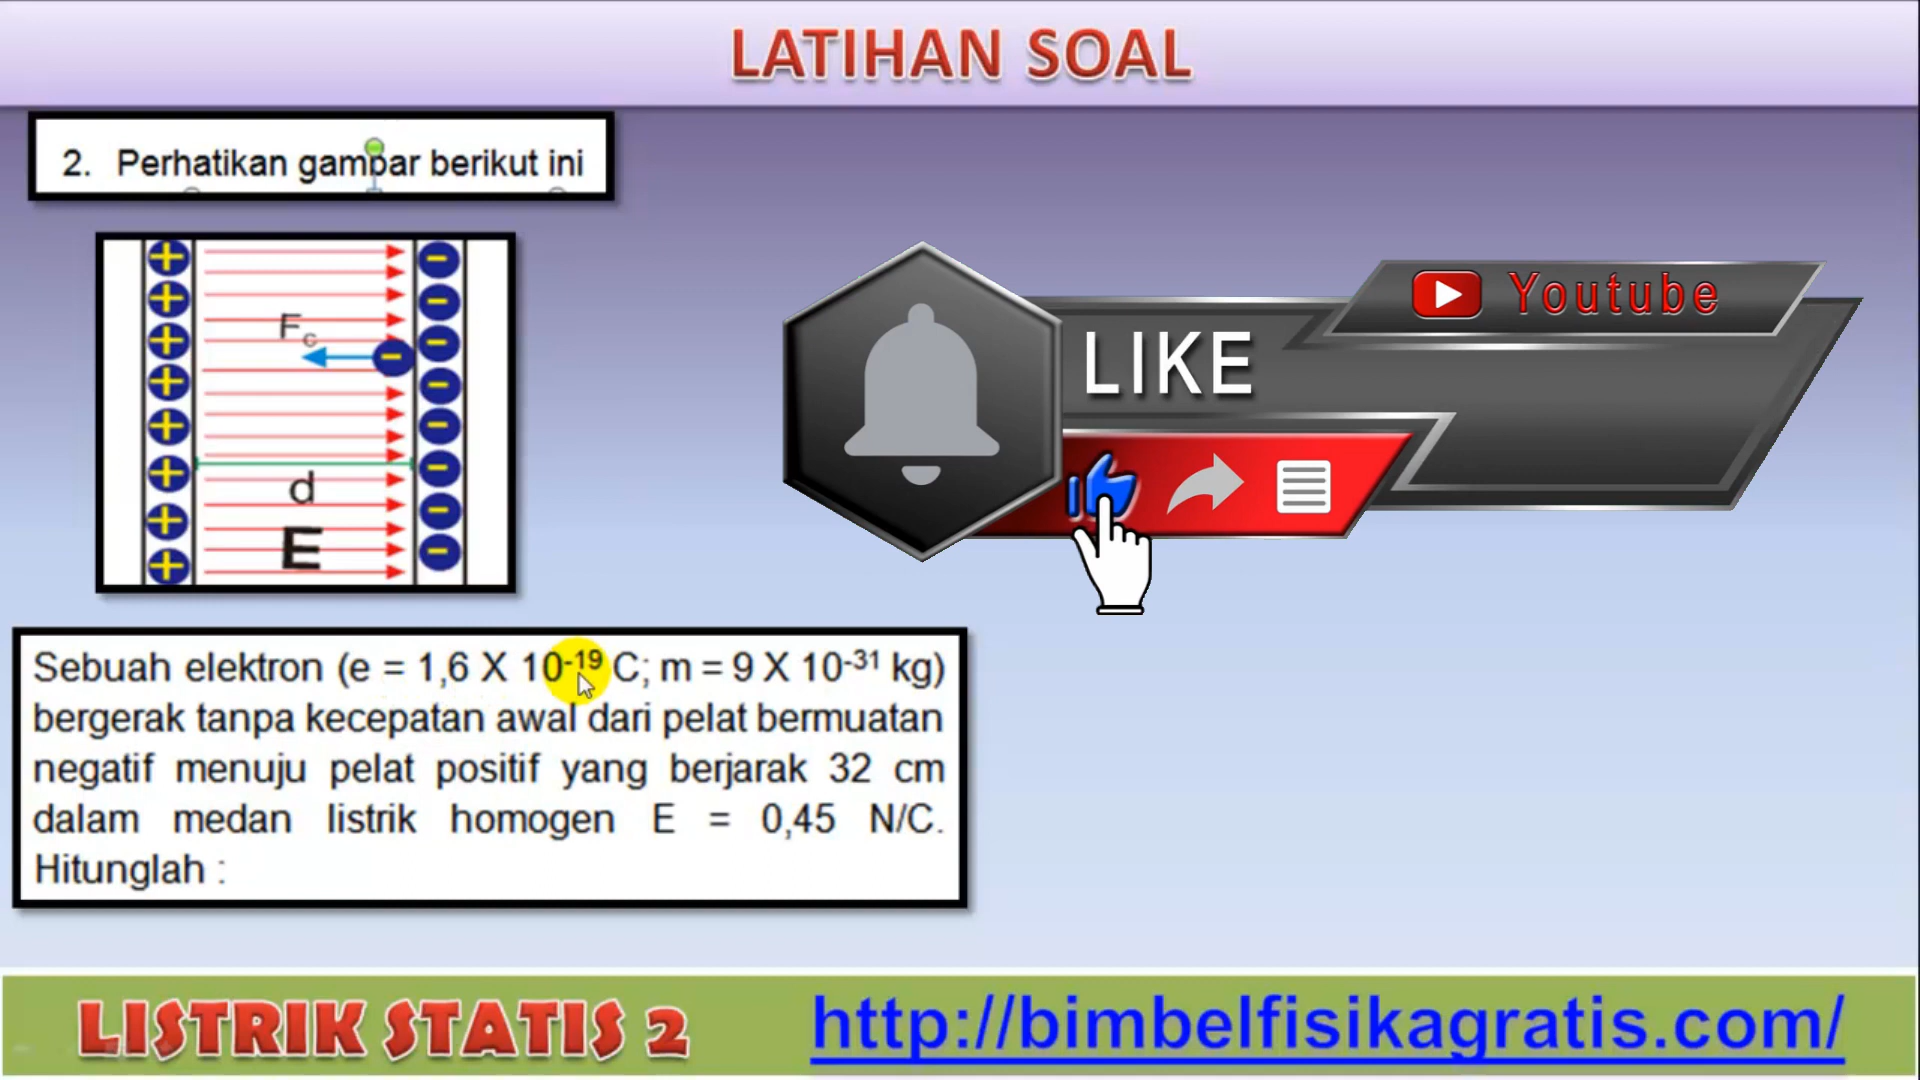 LATIHAN SOAL
2. Perhatikan gambar berikut ini
F c
d
E
LIKE
Youtube
Sebuah elektron (e = 1,6 X 10⁻¹⁹ C; m = 9 X 10⁻³¹ kg)
bergerak tanpa kecepatan awal dari pelat bermuatan
negatif menuju pelat positif yang berjarak 32 cm
dalam medan listrik homogen E = 0,45 N/C.
Hitunglah :
LISTRIK STATIS 2
http://bimbelfisikagratis.com/